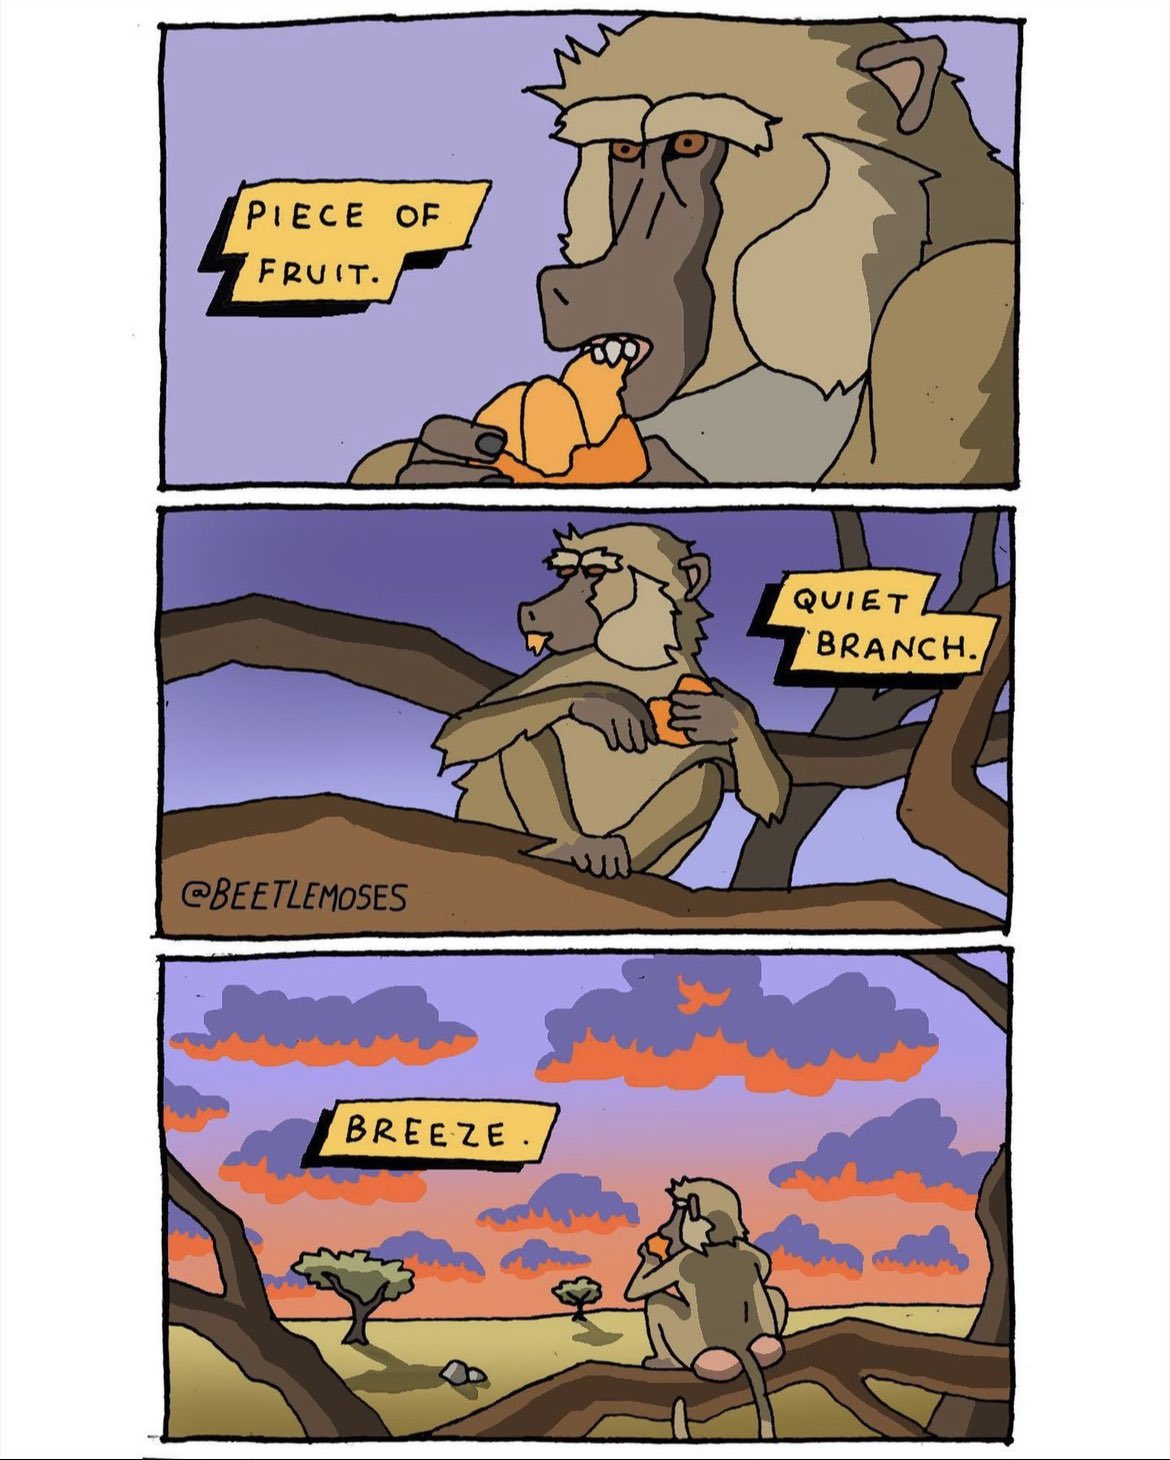 PIECE OF
FRUIT.
QUIET
BRANCH.
@BEETLEMOSES
BREEZE.